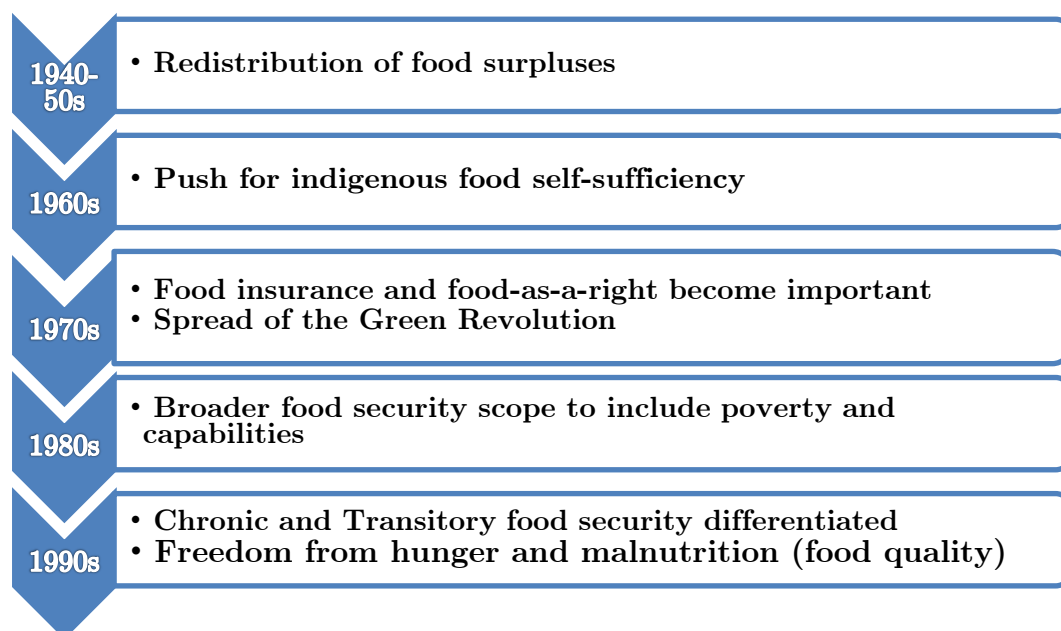 1940-
50s
• Redistribution of food surpluses
1960s
• Push for indigenous food self-sufficiency
1970s
• Food insurance and food-as-a-right become important
• Spread of the Green Revolution
1980s
• Broader food security scope to include poverty and
capabilities
1990s
• Chronic and Transitory food security differentiated
• Freedom from hunger and malnutrition (food quality)